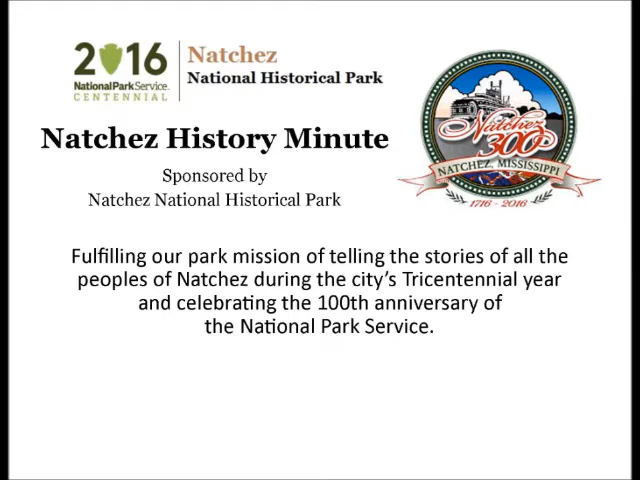 2016
National Park Service
CENTENNIAL
Natchez
National Historical Park
Natchez History Minute
Sponsored by
Natchez National Historical Park
Natchez
300
NATCHEZ, MISSISSIPPI
1716 - 2016
Fulfilling our park mission of telling the stories of all the
peoples of Natchez during the city's Tricentennial year
and celebrating the 100th anniversary of
the National Park Service.